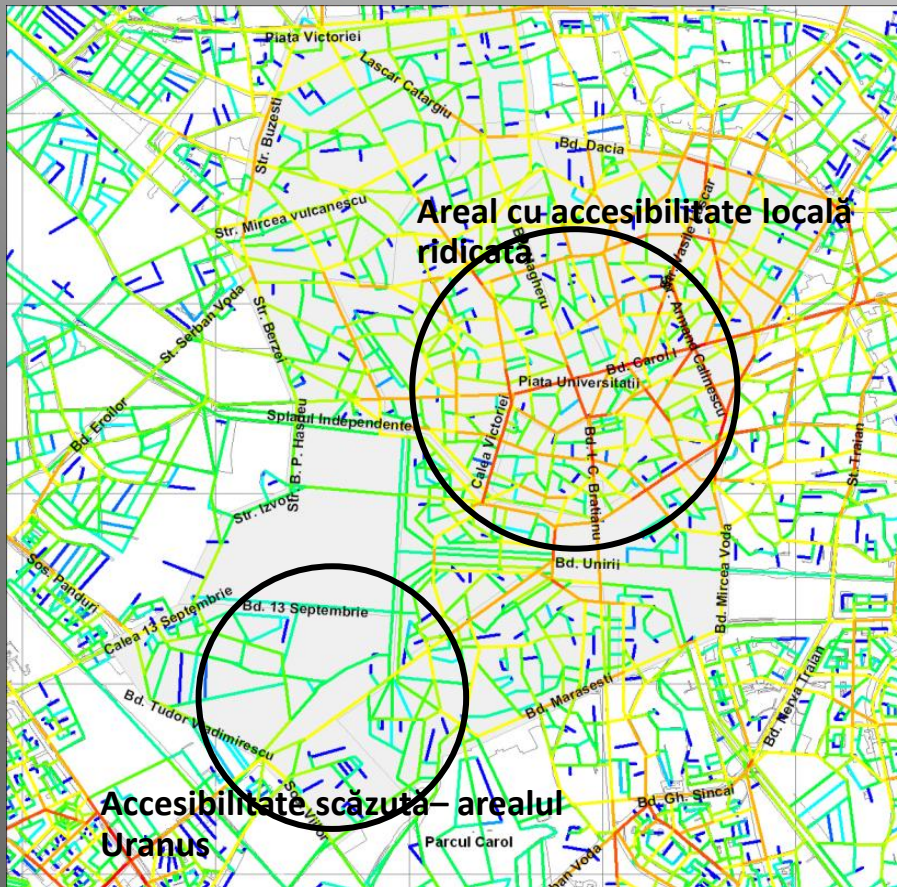 Piata Victoriei
Lascar Catargiu
Str. Buzesti
Bd. Dacia
Str. Mircea vulcanescu
Areal cu accesibilitate locală
ridicată
St. Serban Voda
Str. Berzei
Bd. Carol I
Armand Calinescu
Piata Universitatii
Bd. Eroilor
Splaiul Independentei
Str. B. P. Hasdeu
Calea Victoriei
Bd. I. C. Bratianu
St. Traian
Str. Izvor
Bd. Unirii
Bd. Mircea Voda
Sos. Panduri
Bd. 13 Septembrie
Calea 13 Septembrie
Bd. Marasesti
Bd. Nerva Traian
Bd. Tudor Vladimirescu
Bd. Gh. Sincai
Accesibilitate scăzută– arealul
Uranus
Parcul Carol